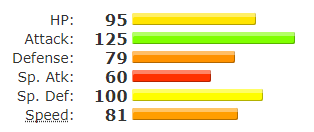 HP: 95
Attack: 125
Defense: 79
Sp. Atk: 60
Sp. Def: 100
Speed: 81